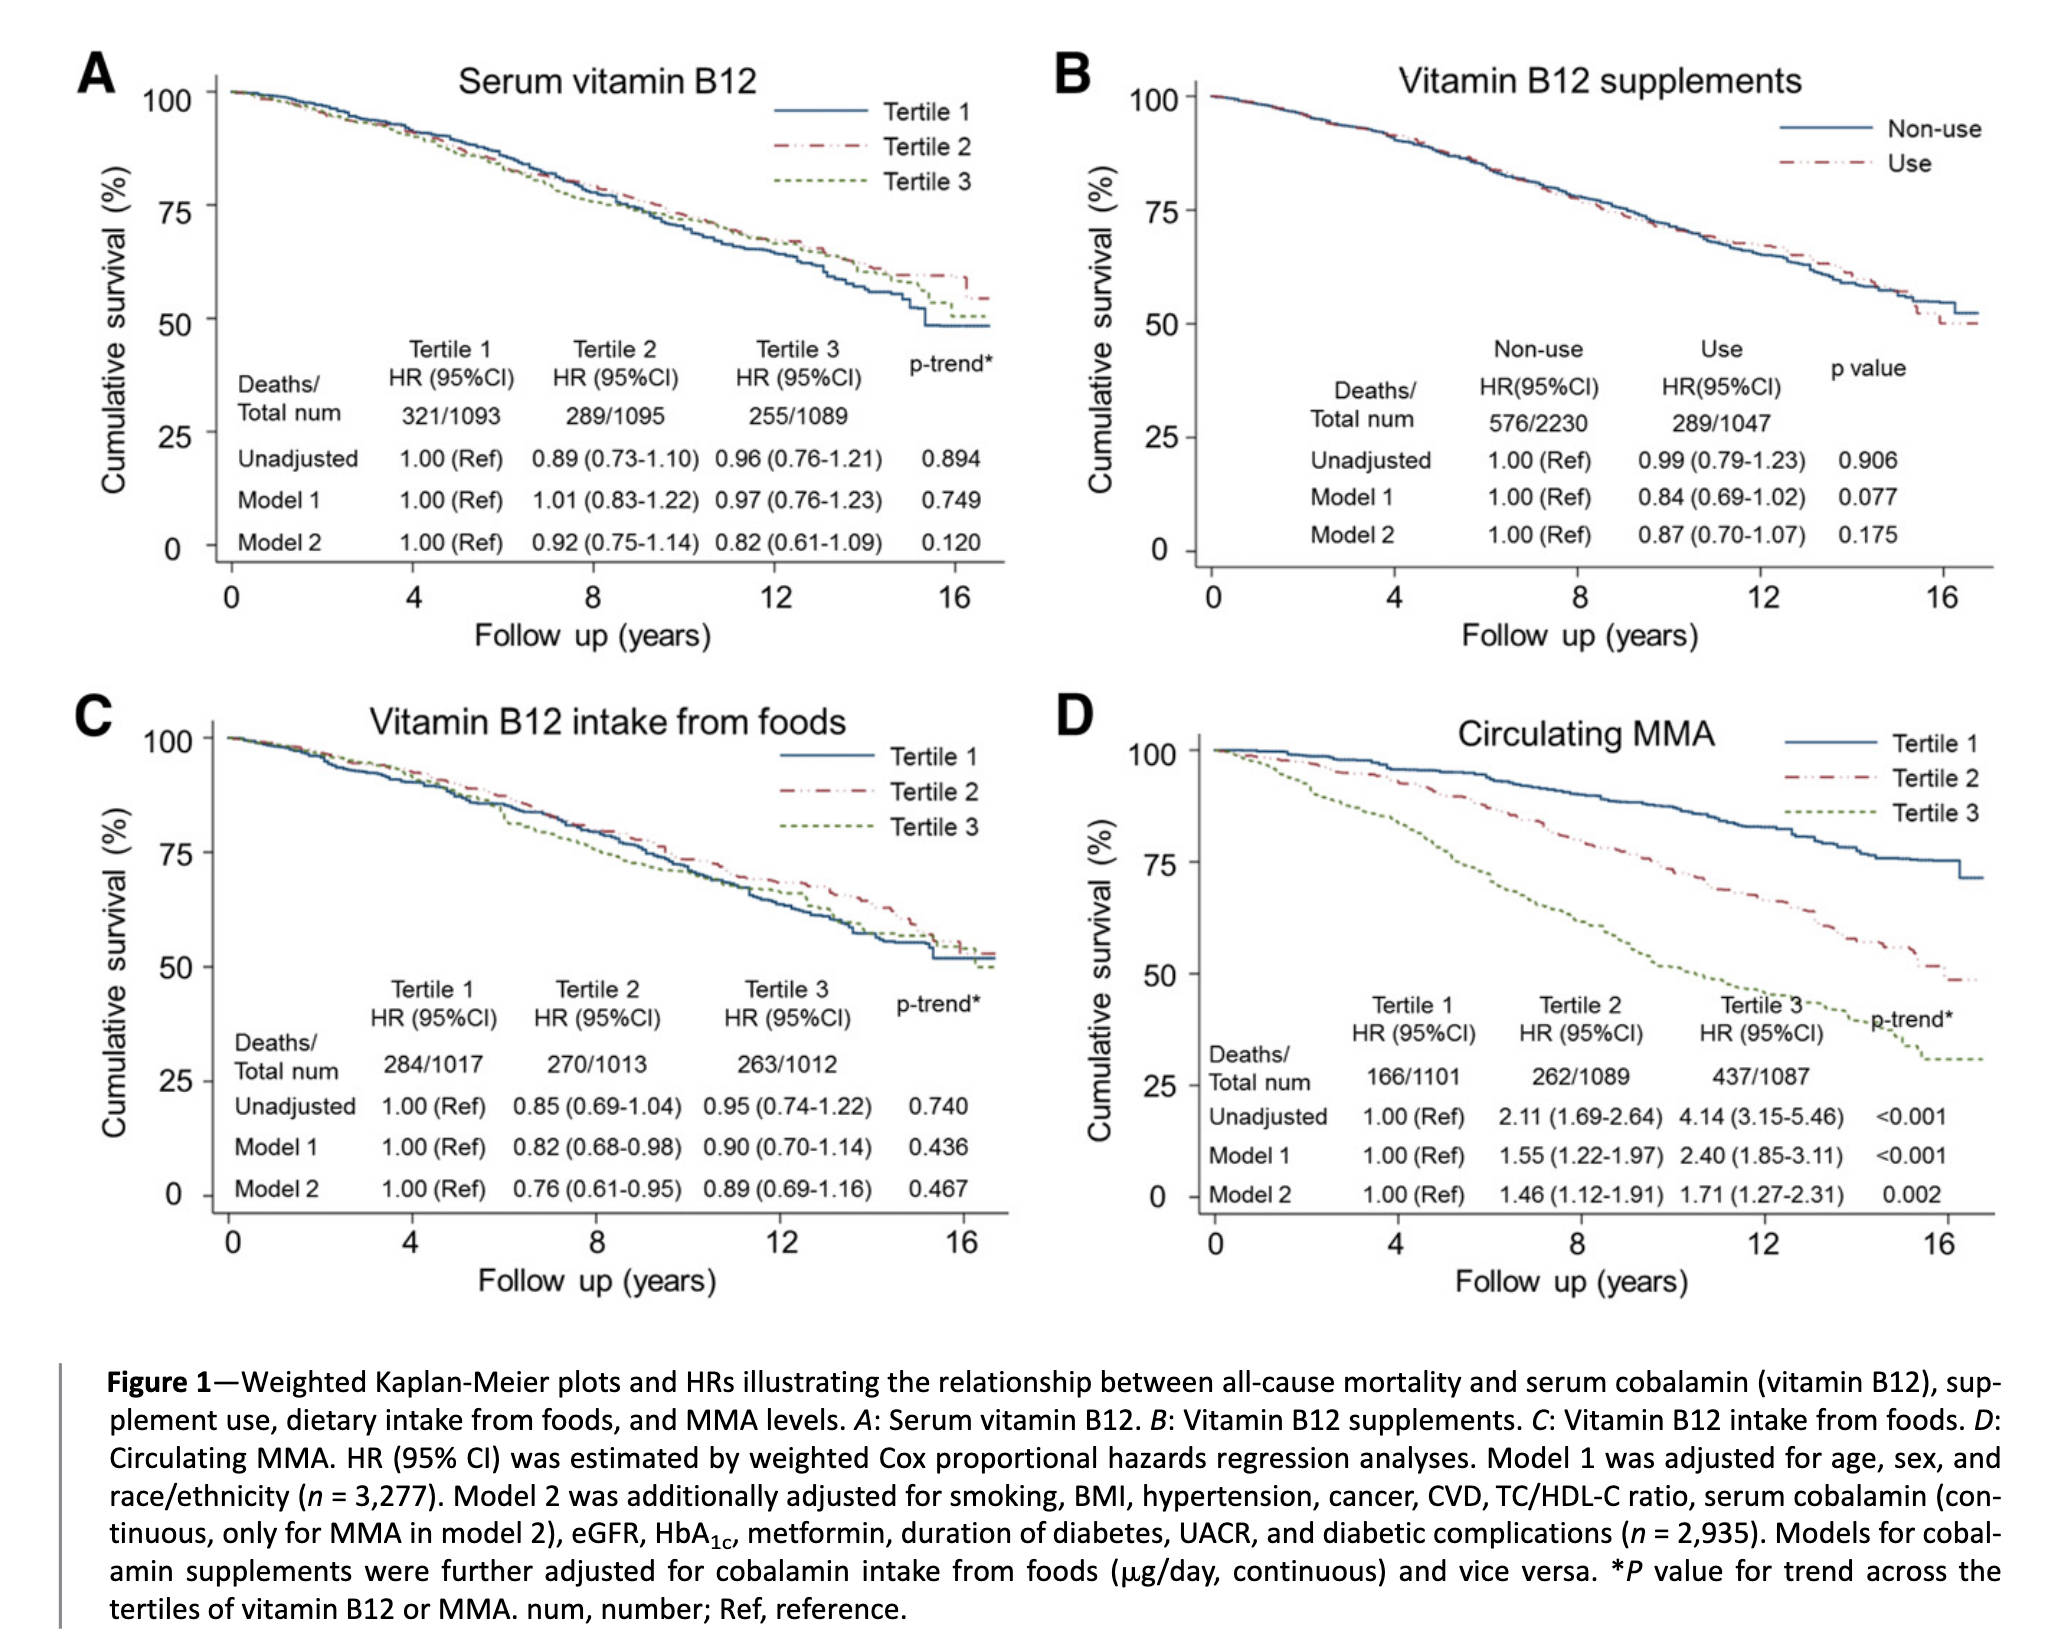 A
Serum vitamin B12
Cumulative survival (%)
100
75
50
25
0
Tertile 1
Tertile 2
Tertile 3
Tertile 1 Tertile 2 Tertile 3 p-trend*
HR (95%CI) HR (95%CI) HR (95%CI)
Deaths/
Total num 321/1093 289/1095 255/1089
Unadjusted 1.00 (Ref) 0.89 (0.73-1.10) 0.96 (0.76-1.21) 0.894
Model 1 1.00 (Ref) 1.01 (0.83-1.22) 0.97 (0.76-1.23) 0.749
Model 2 1.00 (Ref) 0.92 (0.75-1.14) 0.82 (0.61-1.09) 0.120
0 4 8 12 16
Follow up (years)
B
Vitamin B12 supplements
Cumulative survival (%)
100
75
50
25
0
Non-use
Use
Non-use Use p value
HR(95%CI) HR(95%CI)
Deaths/
Total num 576/2230 289/1047
Unadjusted 1.00 (Ref) 0.99 (0.79-1.23) 0.906
Model 1 1.00 (Ref) 0.84 (0.69-1.02) 0.077
Model 2 1.00 (Ref) 0.87 (0.70-1.07) 0.175
0 4 8 12 16
Follow up (years)
C
Vitamin B12 intake from foods
Cumulative survival (%)
100
75
50
25
0
Tertile 1
Tertile 2
Tertile 3
Tertile 1 Tertile 2 Tertile 3 p-trend*
HR (95%CI) HR (95%CI) HR (95%CI)
Deaths/
Total num 284/1017 270/1013 263/1012
Unadjusted 1.00 (Ref) 0.85 (0.69-1.04) 0.95 (0.74-1.22) 0.740
Model 1 1.00 (Ref) 0.82 (0.68-0.98) 0.90 (0.70-1.14) 0.436
Model 2 1.00 (Ref) 0.76 (0.61-0.95) 0.89 (0.69-1.16) 0.467
0 4 8 12 16
Follow up (years)
D
Circulating MMA
Cumulative survival (%)
100
75
50
25
0
Tertile 1
Tertile 2
Tertile 3
Tertile 1 Tertile 2 Tertile 3 p-trend*
HR (95%CI) HR (95%CI) HR (95%CI)
Deaths/
Total num 166/1101 262/1089 437/1087
Unadjusted 1.00 (Ref) 2.11 (1.69-2.64) 4.14 (3.15-5.46) <0.001
Model 1 1.00 (Ref) 1.55 (1.22-1.97) 2.40 (1.85-3.11) <0.001
Model 2 1.00 (Ref) 1.46 (1.12-1.91) 1.71 (1.27-2.31) 0.002
0 4 8 12 16
Follow up (years)
Figure 1—Weighted Kaplan-Meier plots and HRs illustrating the relationship between all-cause mortality and serum cobalamin (vitamin B12), sup-
plement use, dietary intake from foods, and MMA levels. A: Serum vitamin B12. B: Vitamin B12 supplements. C: Vitamin B12 intake from foods. D:
Circulating MMA. HR (95% CI) was estimated by weighted Cox proportional hazards regression analyses. Model 1 was adjusted for age, sex, and
race/ethnicity (n = 3,277). Model 2 was additionally adjusted for smoking, BMI, hypertension, cancer, CVD, TC/HDL-C ratio, serum cobalamin (con-
tinuous, only for MMA in model 2), eGFR, HbA1c, metformin, duration of diabetes, UACR, and diabetic complications (n = 2,935). Models for cobal-
amin supplements were further adjusted for cobalamin intake from foods (μg/day, continuous) and vice versa. *P value for trend across the
tertiles of vitamin B12 or MMA. num, number; Ref, reference.